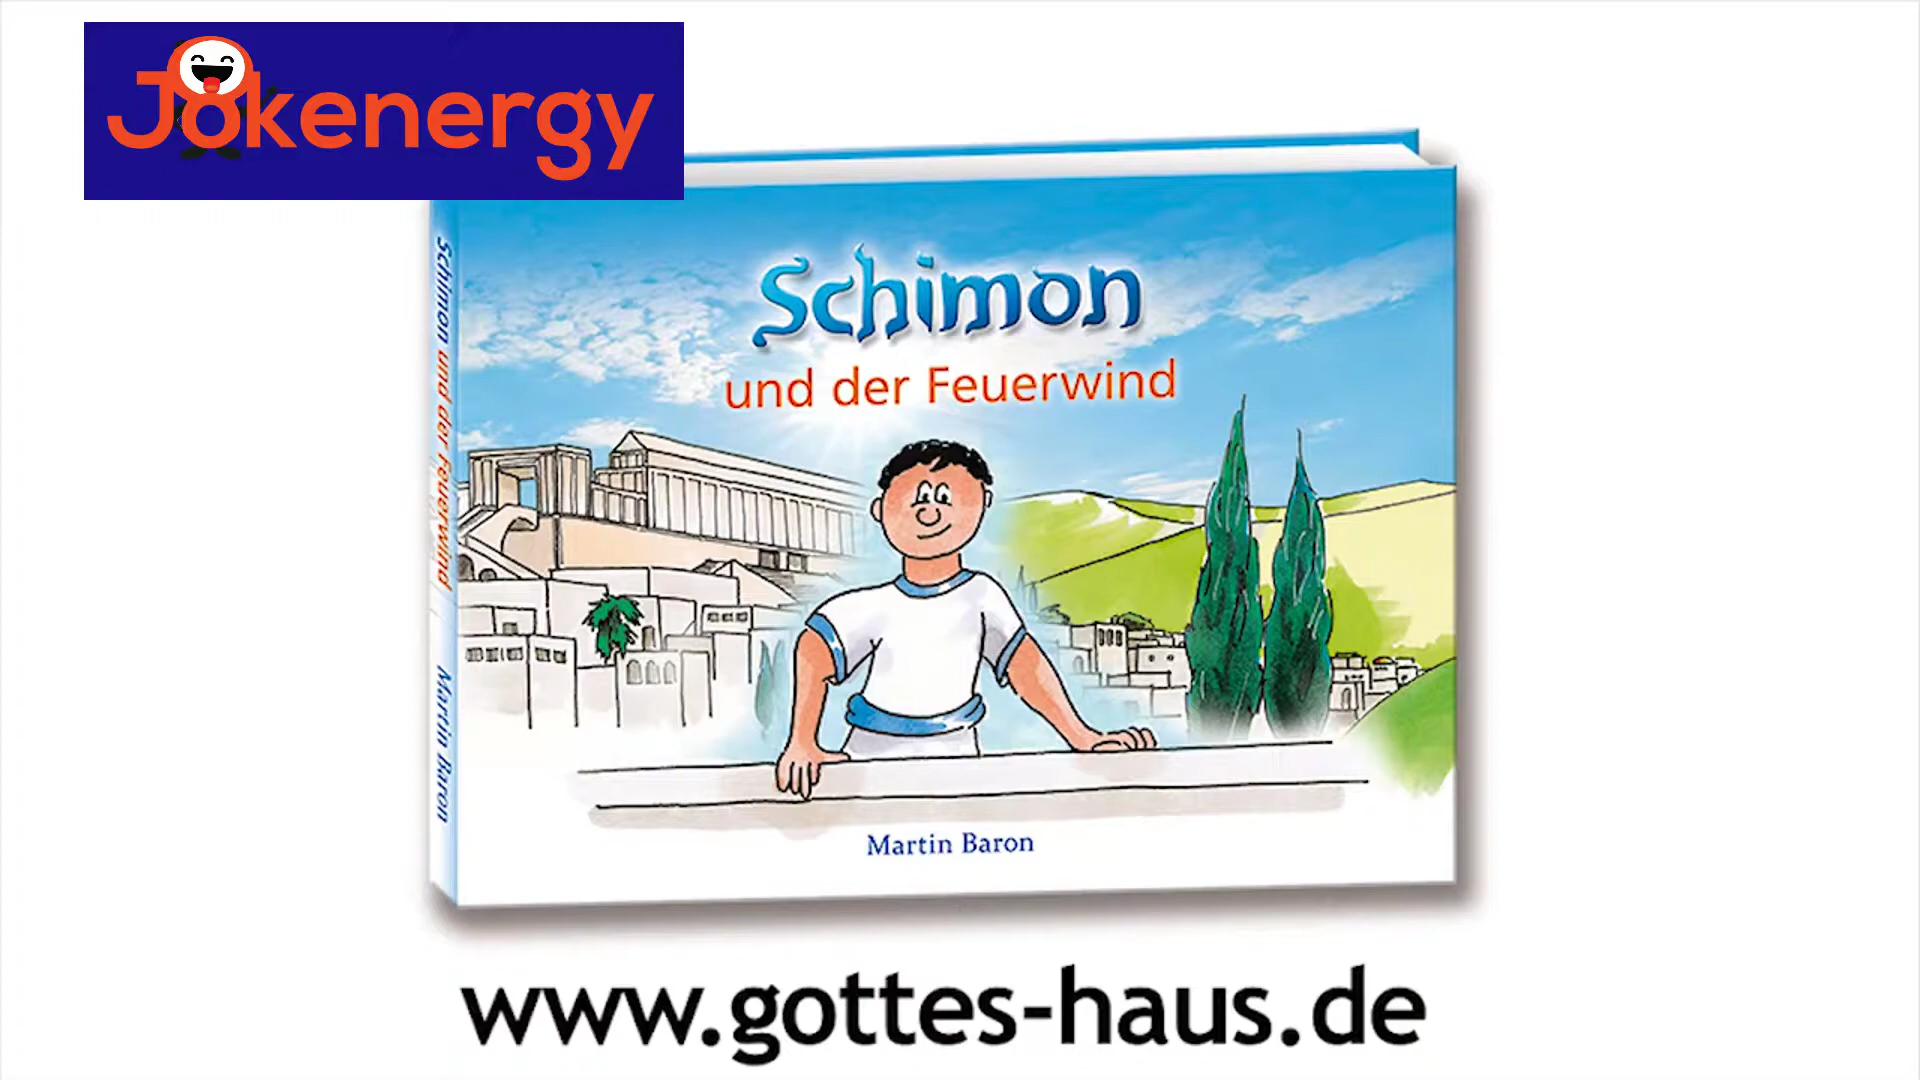 Jokenergy
Schimon
und der Feuerwind
Martin Baron
Schimon und der Feuerwind
Martin Baron
www.gottes-haus.de